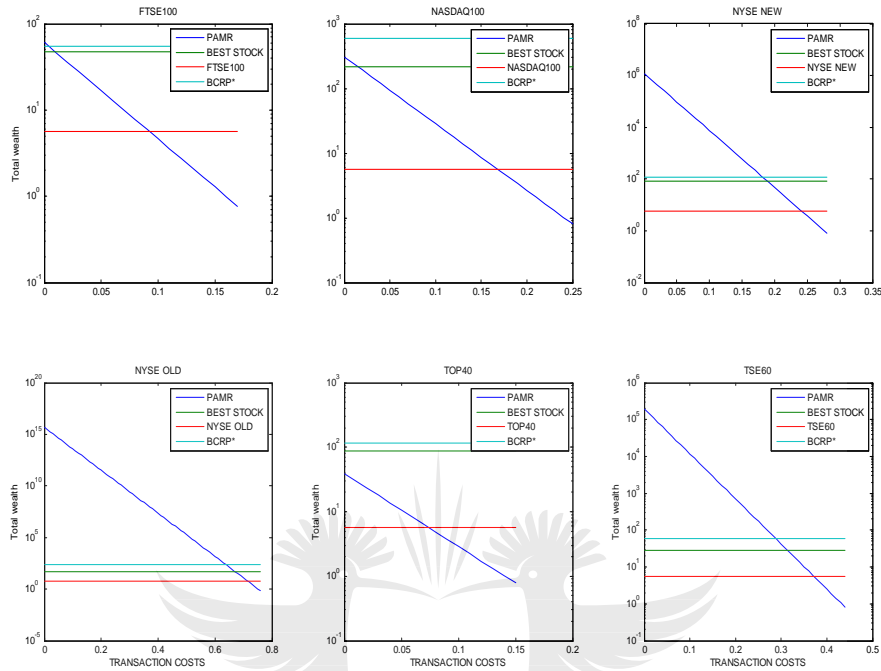 FTSE100
10^2
10^1
10^0
10^-1
Total wealth
0
0.05
0.1
0.15
0.2
PAMR
BEST STOCK
FTSE100
BCRP*
NASDAQ100
10^3
10^2
10^1
10^0
10^-1
Total wealth
0
0.05
0.1
0.15
0.2
0.25
PAMR
BEST STOCK
NASDAQ100
BCRP*
NYSE NEW
10^8
10^6
10^4
10^2
10^0
10^-2
Total wealth
0
0.05
0.1
0.15
0.2
0.25
0.3
0.35
PAMR
BEST STOCK
NYSE NEW
BCRP*
NYSE OLD
10^20
10^15
10^10
10^5
10^0
10^-5
Total wealth
0
0.2
0.4
0.6
0.8
TRANSACTION COSTS
PAMR
BEST STOCK
NYSE OLD
BCRP*
TOP40
10^3
10^2
10^1
10^0
10^-1
Total wealth
0
0.05
0.1
0.15
0.2
TRANSACTION COSTS
PAMR
BEST STOCK
TOP40
BCRP*
TSE60
10^6
10^5
10^4
10^3
10^2
10^1
10^0
10^-1
Total wealth
0
0.1
0.2
0.3
0.4
0.5
TRANSACTION COSTS
PAMR
BEST STOCK
TSE60
BCRP*